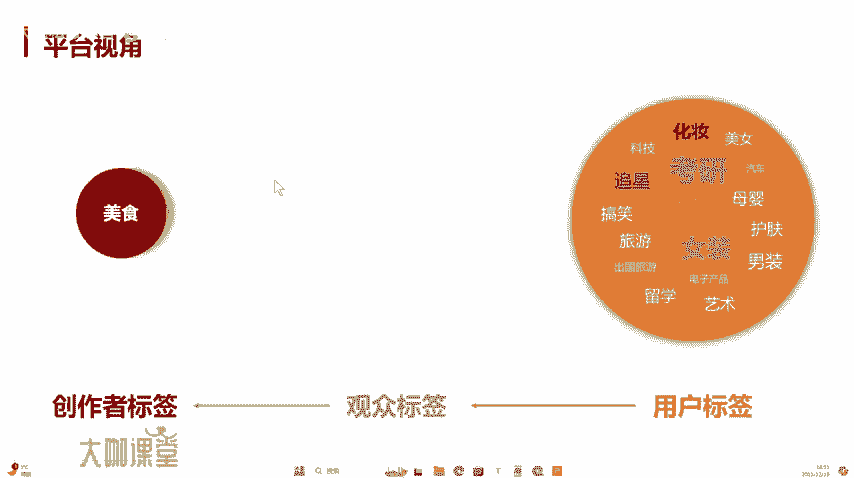 平台视角
化妆
美女
科技
考研
汽车
追星
母婴
搞笑
护肤
旅游
女装
男装
出国旅游
电子产品
留学
艺术
美食
创作者标签
观众标签
用户标签
大咖课堂
搜索